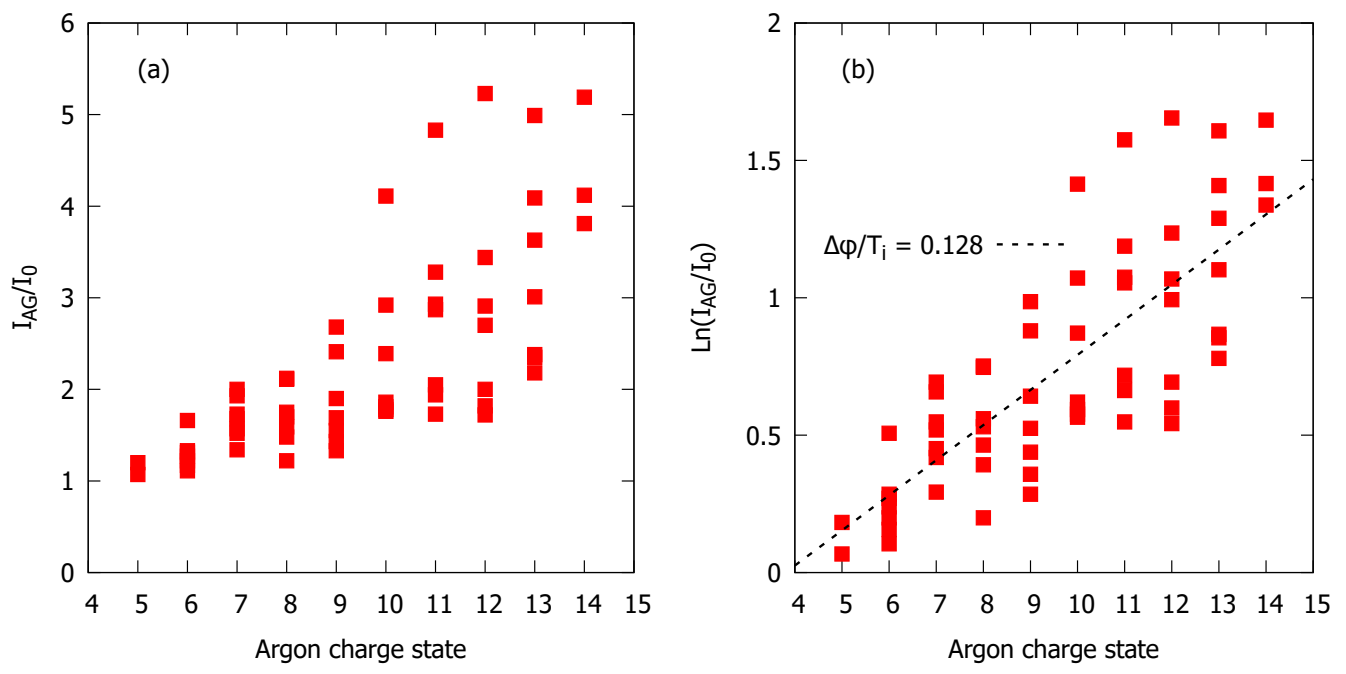 (a)
I_AG/I_0
6
5
4
3
2
1
0
4 5 6 7 8 9 10 11 12 13 14 15
Argon charge state
(b)
Ln(I_AG/I_0)
2
1.5
1
0.5
0
Δφ/T_i = 0.128
4 5 6 7 8 9 10 11 12 13 14 15
Argon charge state